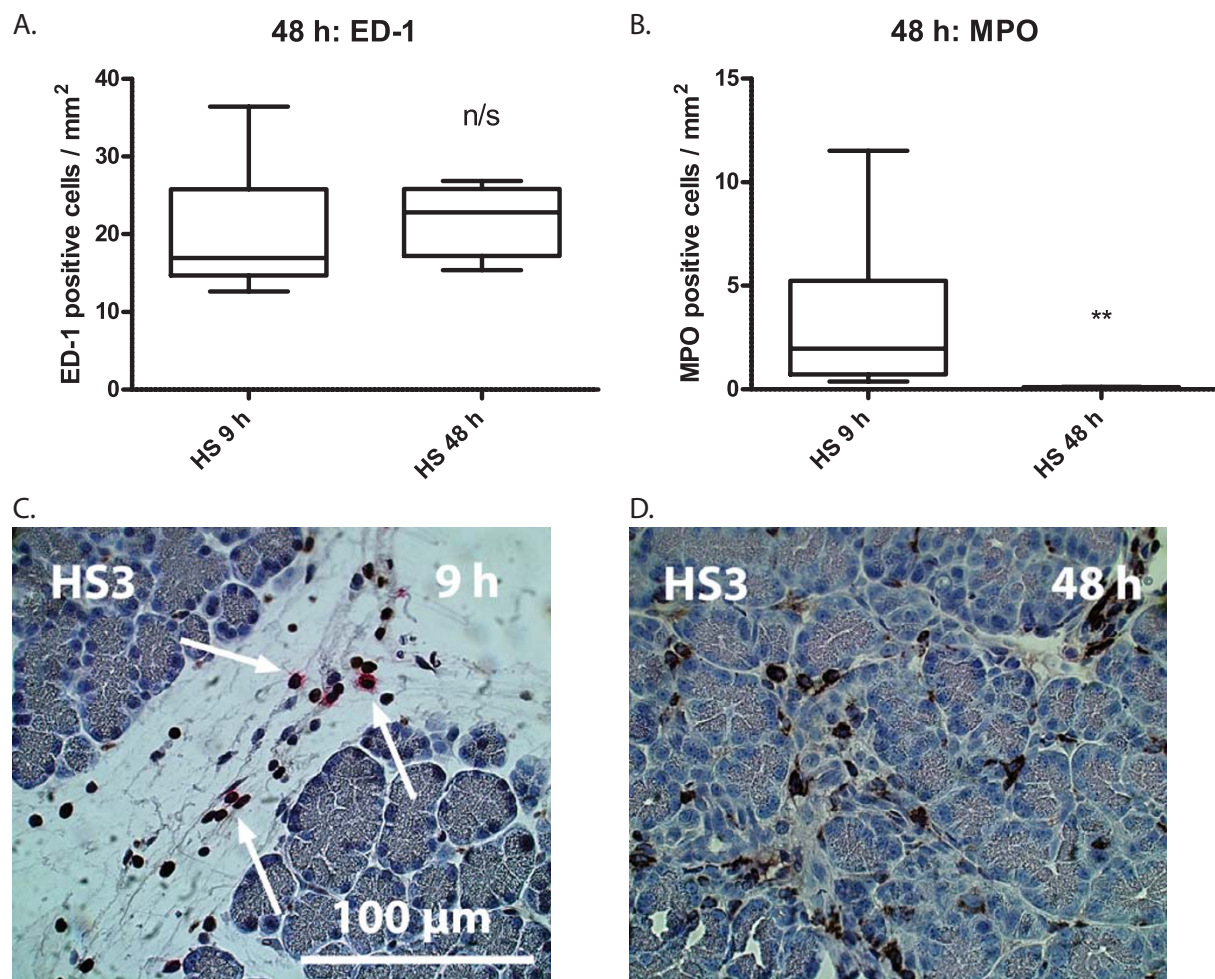 A.
48 h: ED-1
ED-1 positive cells / mm²
40
30
20
10
0
n/s
HS 9 h
HS 48 h
B.
48 h: MPO
MPO positive cells / mm²
15
10
5
0
**
HS 9 h
HS 48 h
C.
HS3
9 h
100 µm
D.
HS3
48 h